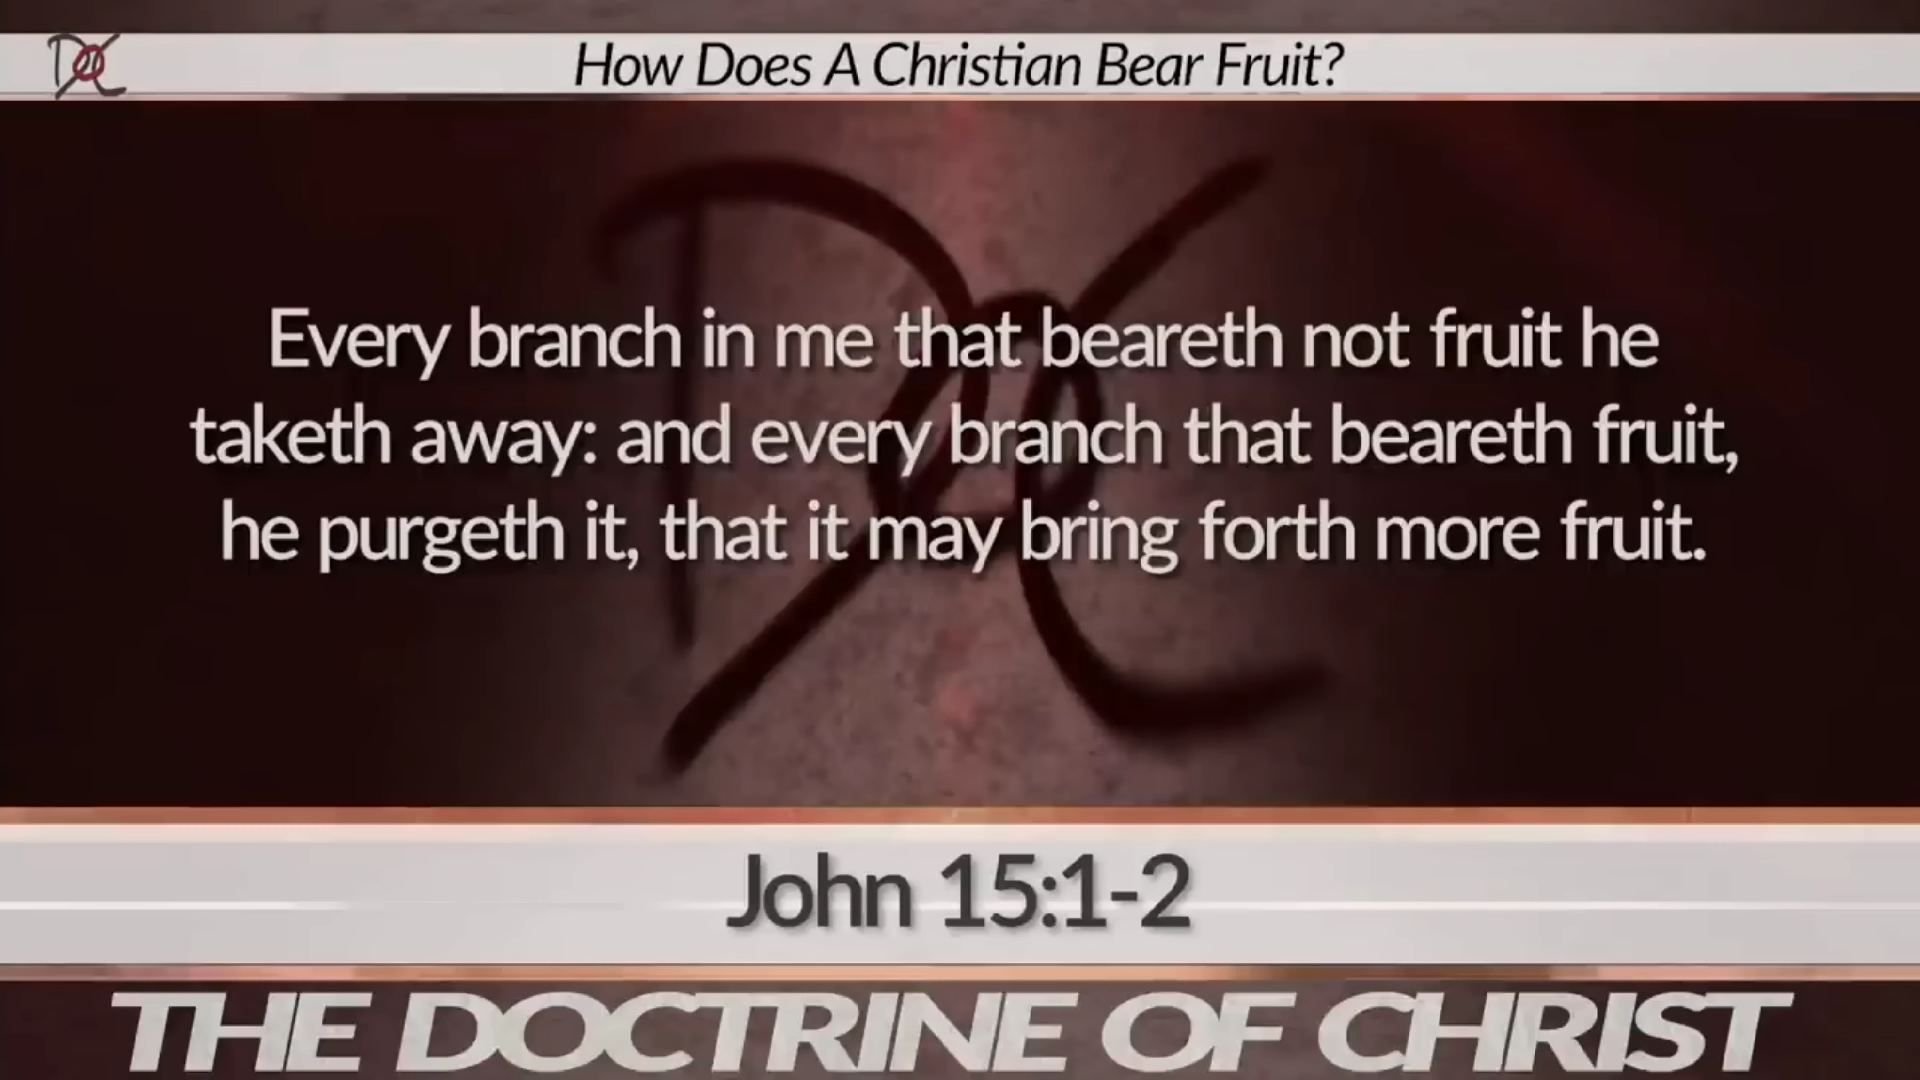 How Does A Christian Bear Fruit?
Every branch in me that beareth not fruit he
taketh away: and every branch that beareth fruit,
he purgeth it, that it may bring forth more fruit.
John 15:1-2
THE DOCTRINE OF CHRIST